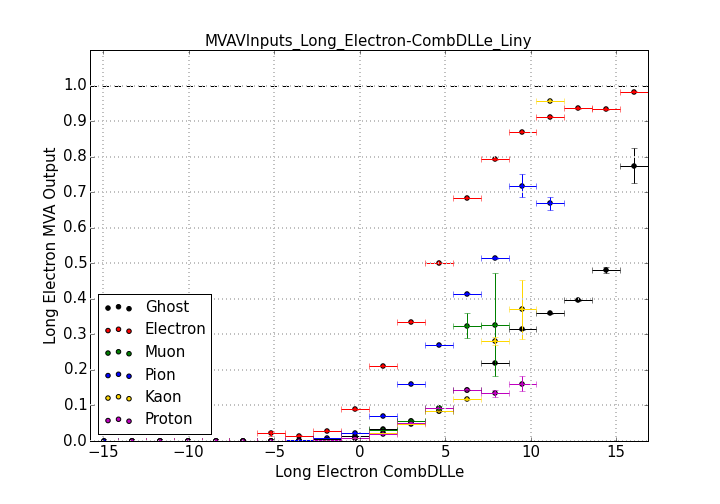 MVAVInputs_Long_Electron-CombDLLe_Liny
1.0
0.9
0.8
0.7
0.6
0.5
0.4
0.3
0.2
0.1
0.0
Long Electron MVA Output
Ghost
Electron
Muon
Pion
Kaon
Proton
−15 −10 −5 0 5 10 15
Long Electron CombDLLe